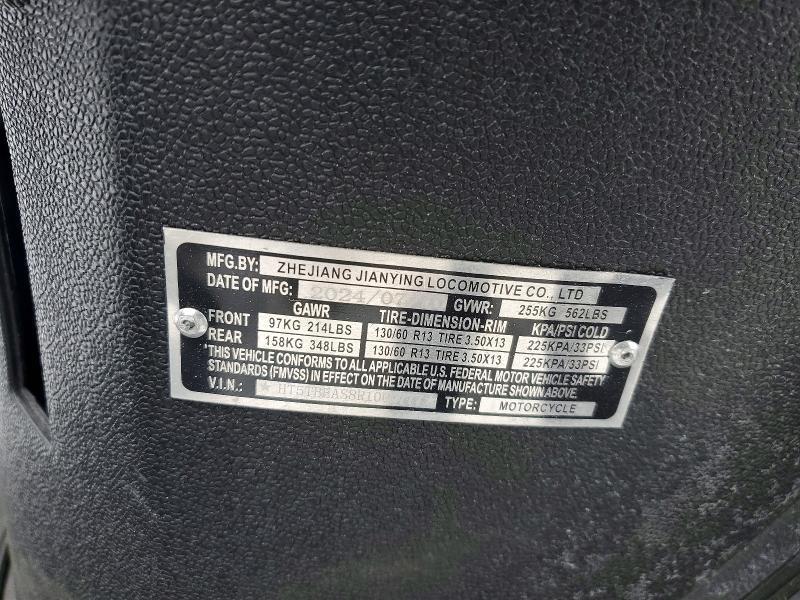 MFG.BY: ZHEJIANG JIANYING LOCOMOTIVE CO., LTD
DATE OF MFG: 2024/07 GVWR: 255KG 562LBS
GAWR TIRE-DIMENSION-RIM KPA/PSI COLD
FRONT 97KG 214LBS 130/60 R13 TIRE 3.50X13 225KPA/33PSI
REAR 158KG 348LBS 130/60 R13 TIRE 3.50X13 225KPA/33PSI
*THIS VEHICLE CONFORMS TO ALL APPLICABLE U.S. FEDERAL MOTOR VEHICLE SAFETY
STANDARDS (FMVSS) IN EFFECT ON THE DATE OF MANUFACTURE SHOWN ABOVE.
V.I.N.: TYPE: MOTORCYCLE